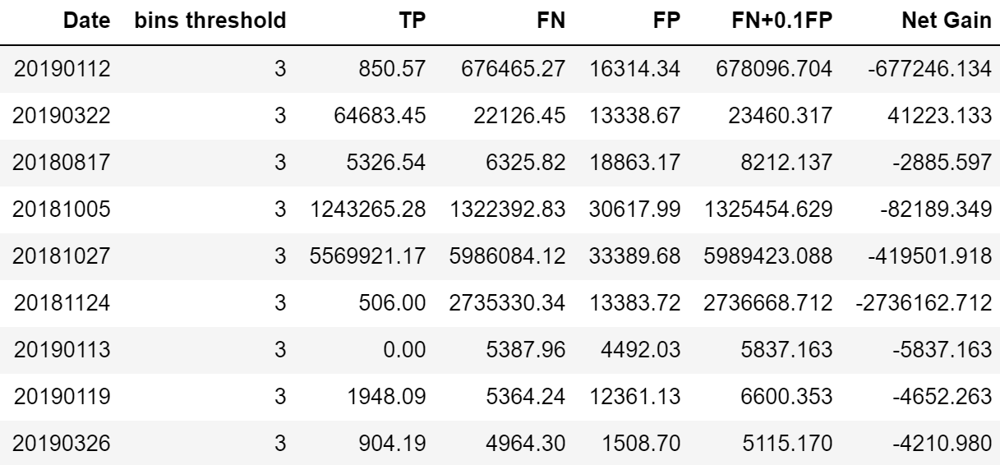 Date bins threshold TP FN FP FN+0.1FP Net Gain
20190112 3 850.57 676465.27 16314.34 678096.704 -677246.134
20190322 3 64683.45 22126.45 13338.67 23460.317 41223.133
20180817 3 5326.54 6325.82 18863.17 8212.137 -2885.597
20181005 3 1243265.28 1322392.83 30617.99 1325454.629 -82189.349
20181027 3 5569921.17 5986084.12 33389.68 5989423.088 -419501.918
20181124 3 506.00 2735330.34 13383.72 2736668.712 -2736162.712
20190113 3 0.00 5387.96 4492.03 5837.163 -5837.163
20190119 3 1948.09 5364.24 12361.13 6600.353 -4652.263
20190326 3 904.19 4964.30 1508.70 5115.170 -4210.980